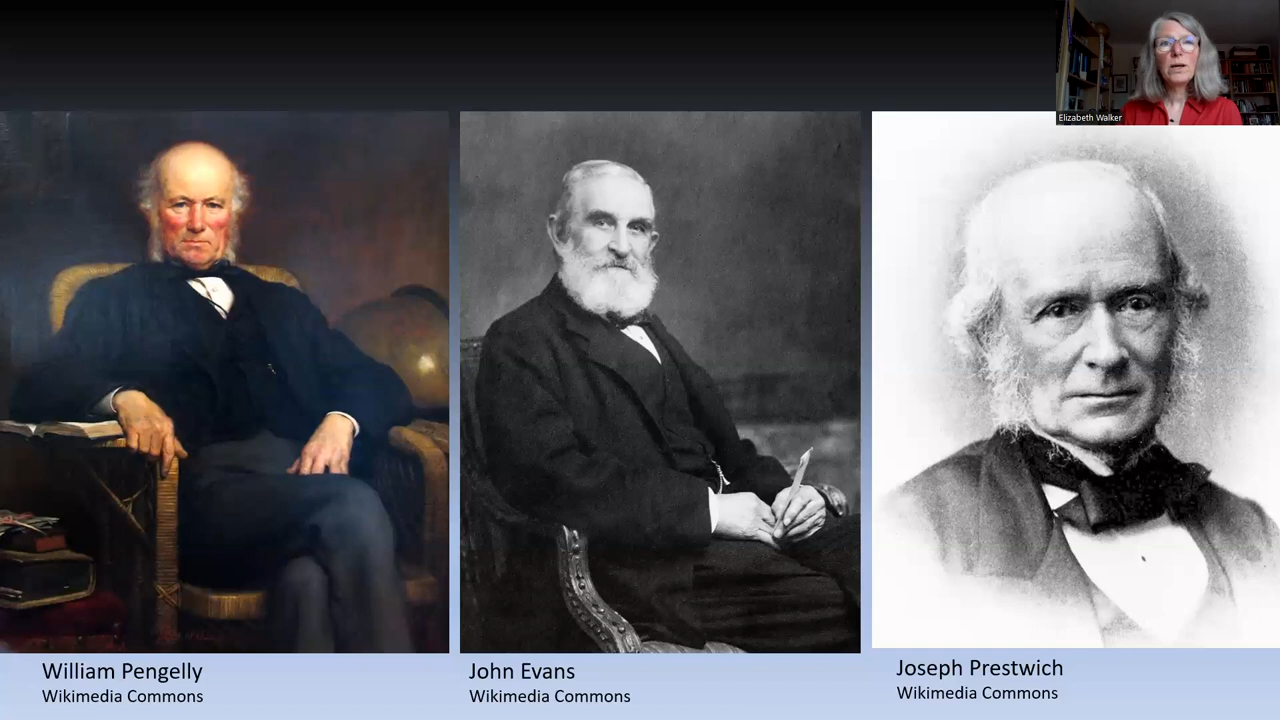 Elizabeth Walker
William Pengelly
Wikimedia Commons
John Evans
Wikimedia Commons
Joseph Prestwich
Wikimedia Commons